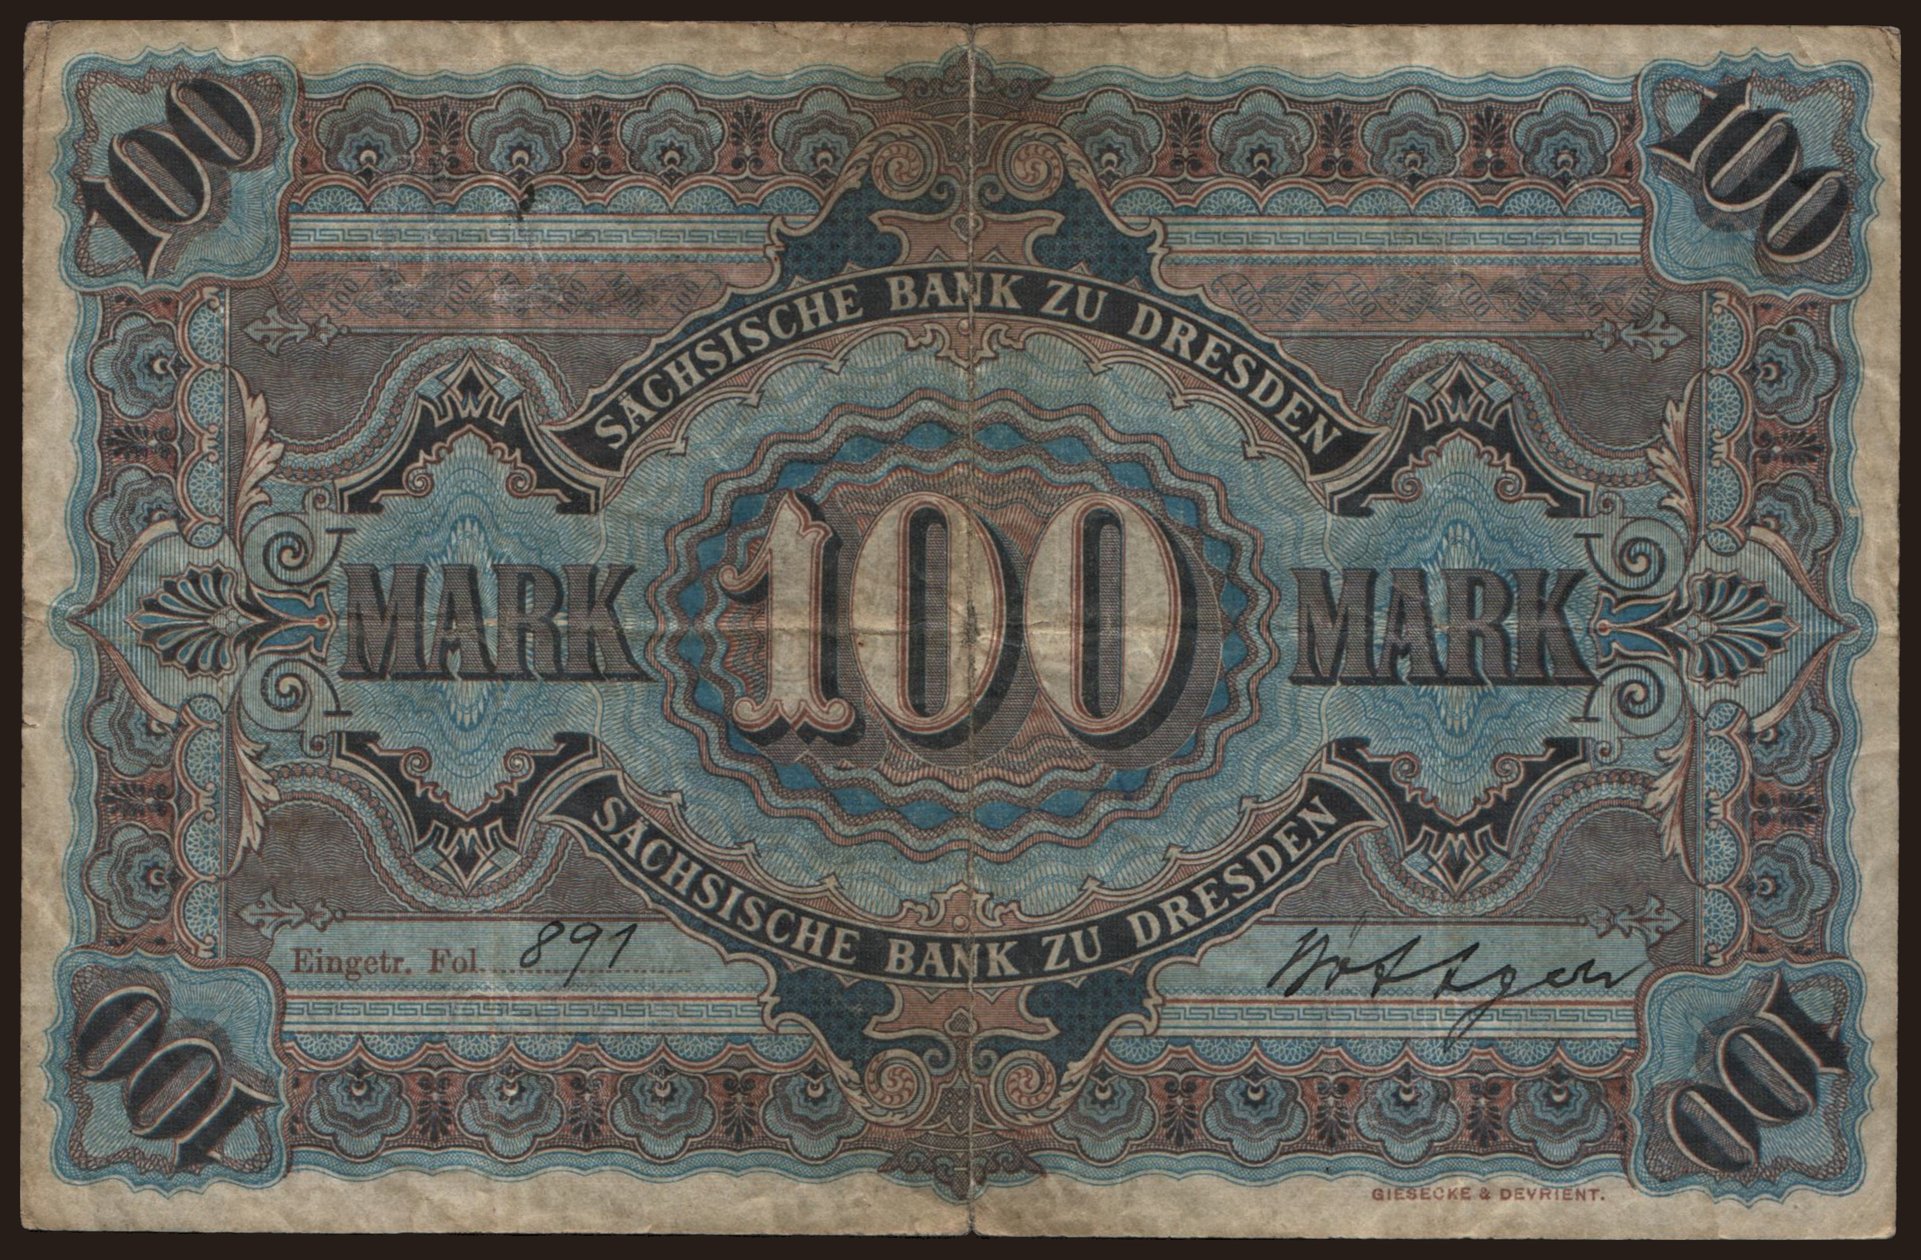 100 100
SÄCHSISCHE BANK ZU DRESDEN
MARK 100 MARK
SÄCHSISCHE BANK ZU DRESDEN
Eingetr. Fol. 891 Böttger
100 100
GIESECKE & DEVRIENT.